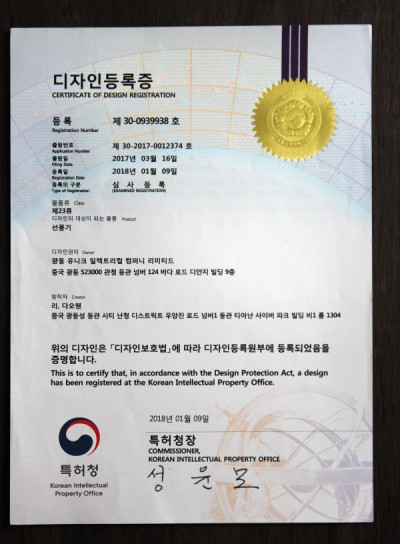 디자인등록증
CERTIFICATE OF DESIGN REGISTRATION
등 록 제 30-0939938 호
Registration Number
출원번호 제 30-2017-0012374 호
Application Number
출원일 2017년 03월 16일
Filing Date
등록일 2018년 01월 09일
Registration Date
등록의 구분 심 사 등 록
Type of Registration (EXAMINED REGISTRATION)
물품류 Class
제23류
디자인의 대상이 되는 물품 Product
선풍기
디자인권자 Owner
광둥 유니크 일렉트리컬 컴퍼니 리미티드
중국 광둥 523000 관청 둥관 넘버 124 바다 로드 디안지 빌딩 9층
창작자 Creator
리, 다오웬
중국 광둥성 둥관 시티 난청 디스트릭트 우양진 로드 넘버1 둥관 티아난 사이버 파크 빌딩 비1 룸 1304
위의 디자인은 「디자인보호법」에 따라 디자인등록원부에 등록되었음을
증명합니다.
This is to certify that, in accordance with the Design Protection Act, a design
has been registered at the Korean Intellectual Property Office.
2018년 01월 09일
특허청장
COMMISSIONER,
KOREAN INTELLECTUAL PROPERTY OFFICE
성 윤 모
특허청
Korean Intellectual
Property Office